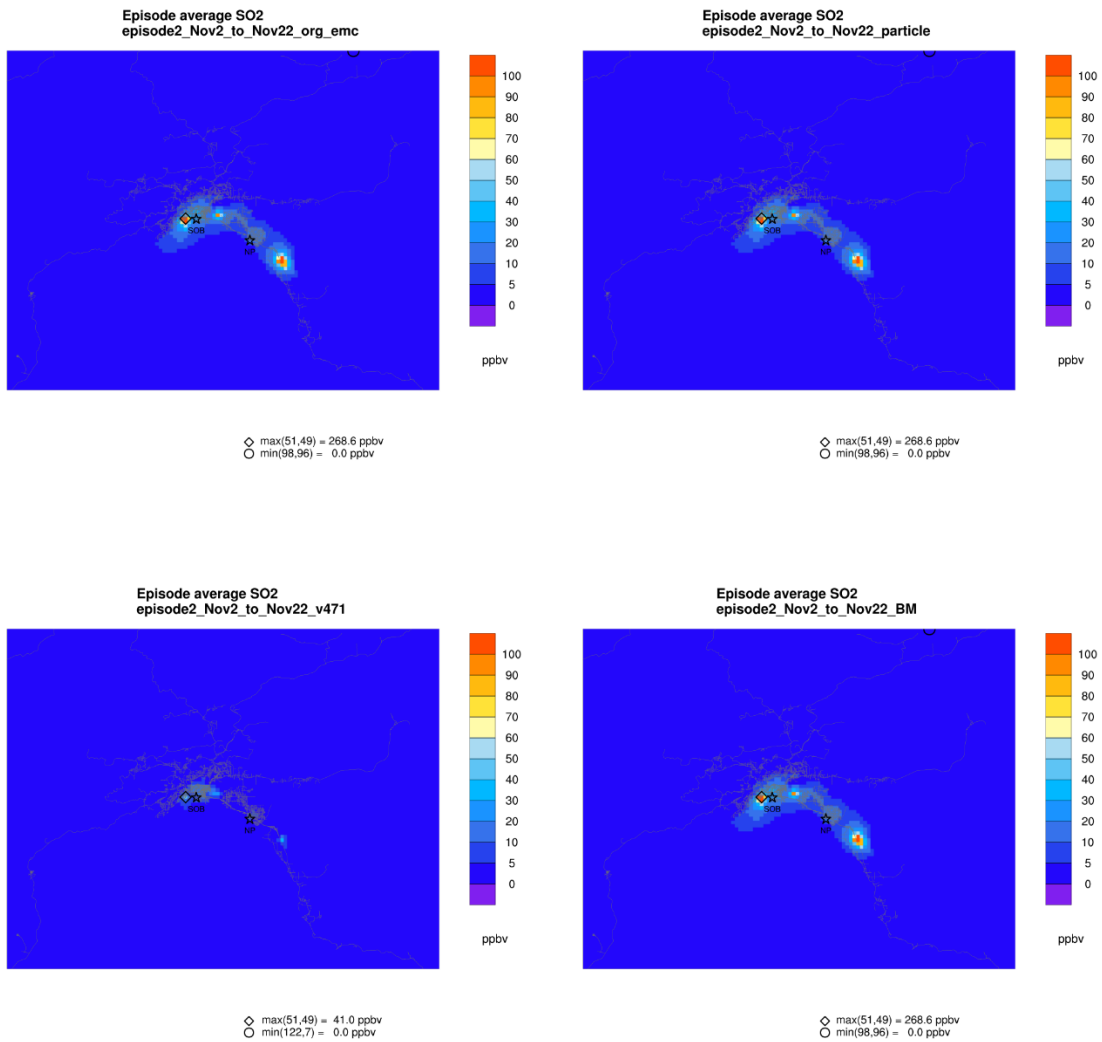 Episode average SO2
episode2_Nov2_to_Nov22_org_emc
100
90
80
70
60
50
40
30
20
10
5
0
ppbv
SOB
NP
max(51,49) = 268.6 ppbv
min(98,96) = 0.0 ppbv
Episode average SO2
episode2_Nov2_to_Nov22_particle
100
90
80
70
60
50
40
30
20
10
5
0
ppbv
SOB
NP
max(51,49) = 268.6 ppbv
min(98,96) = 0.0 ppbv
Episode average SO2
episode2_Nov2_to_Nov22_v471
100
90
80
70
60
50
40
30
20
10
5
0
ppbv
SOB
NP
max(51,49) = 41.0 ppbv
min(122,7) = 0.0 ppbv
Episode average SO2
episode2_Nov2_to_Nov22_BM
100
90
80
70
60
50
40
30
20
10
5
0
ppbv
SOB
NP
max(51,49) = 268.6 ppbv
min(98,96) = 0.0 ppbv